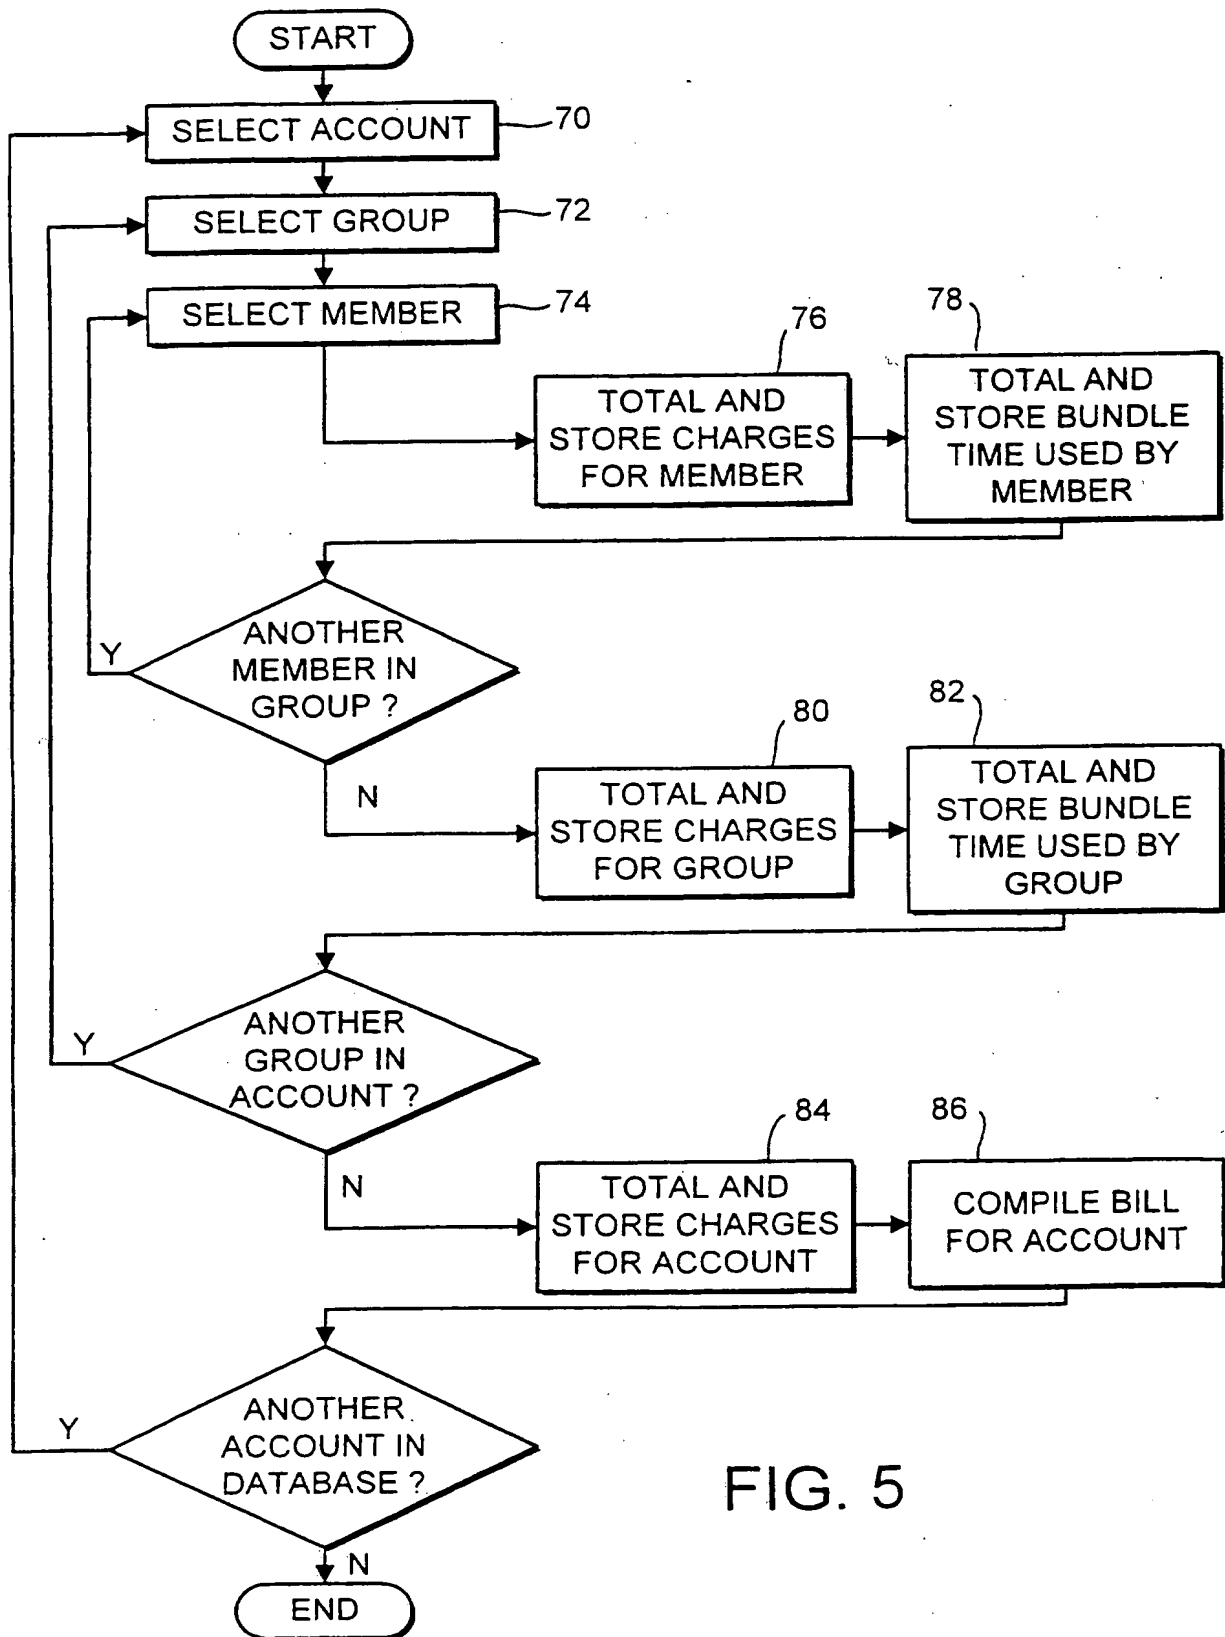 START
SELECT ACCOUNT
70
SELECT GROUP
72
SELECT MEMBER
74
76
TOTAL AND
STORE CHARGES
FOR MEMBER
78
TOTAL AND
STORE BUNDLE
TIME USED BY
MEMBER
ANOTHER
MEMBER IN
GROUP ?
Y
N
80
TOTAL AND
STORE CHARGES
FOR GROUP
82
TOTAL AND
STORE BUNDLE
TIME USED BY
GROUP
ANOTHER
GROUP IN
ACCOUNT ?
Y
N
84
TOTAL AND
STORE CHARGES
FOR ACCOUNT
86
COMPILE BILL
FOR ACCOUNT
ANOTHER
ACCOUNT IN
DATABASE ?
Y
N
END
FIG. 5